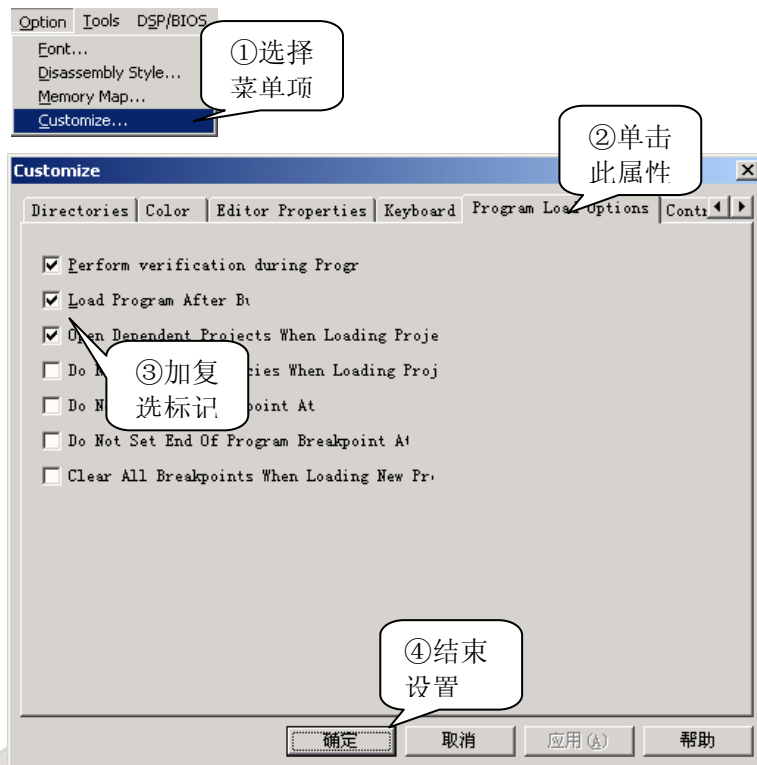 Option Tools DSP/BIOS
Font...
Disassembly Style...
Memory Map...
Customize...
①选择
菜单项
②单击
此属性
Customize
Directories Color Editor Properties Keyboard Program Load Options Contr
Perform verification during Progr
Load Program After Bu
Open Dependent Projects When Loading Proje
Do cies When Loading Proj
③加复
选标记
Do N point At
Do Not Set End Of Program Breakpoint At
Clear All Breakpoints When Loading New Pr
④结束
设置
确定 取消 应用(A) 帮助